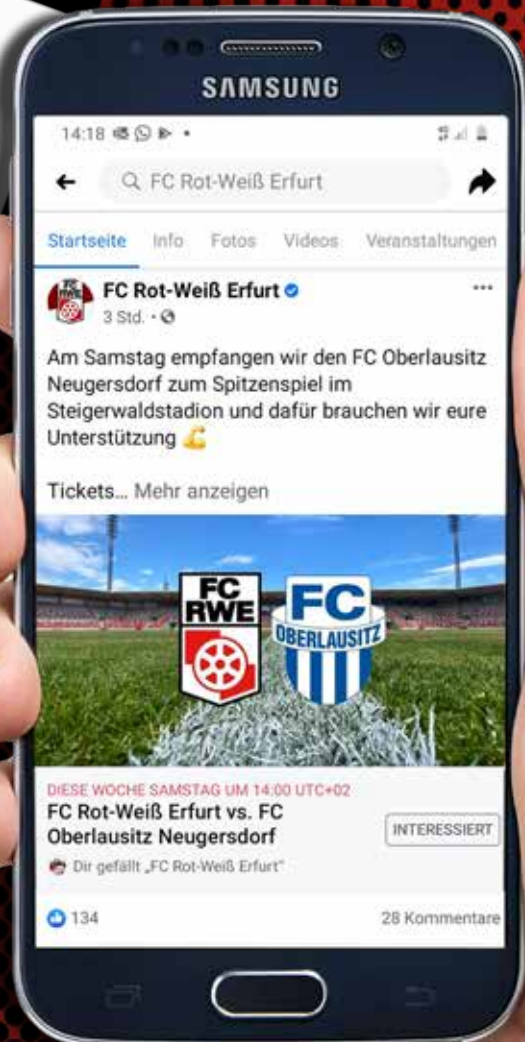 SAMSUNG
14:18
FC Rot-Weiß Erfurt
Startseite Info Fotos Videos Veranstaltungen
FC Rot-Weiß Erfurt
3 Std.
Am Samstag empfangen wir den FC Oberlausitz
Neugersdorf zum Spitzenspiel im
Steigerwaldstadion und dafür brauchen wir eure
Unterstützung 💪
Tickets... Mehr anzeigen
FC
RWE
FC
OBERLAUSITZ
DIESE WOCHE SAMSTAG UM 14:00 UTC+02
FC Rot-Weiß Erfurt vs. FC
Oberlausitz Neugersdorf
INTERESSIERT
Dir gefällt „FC Rot-Weiß Erfurt“
134 28 Kommentare